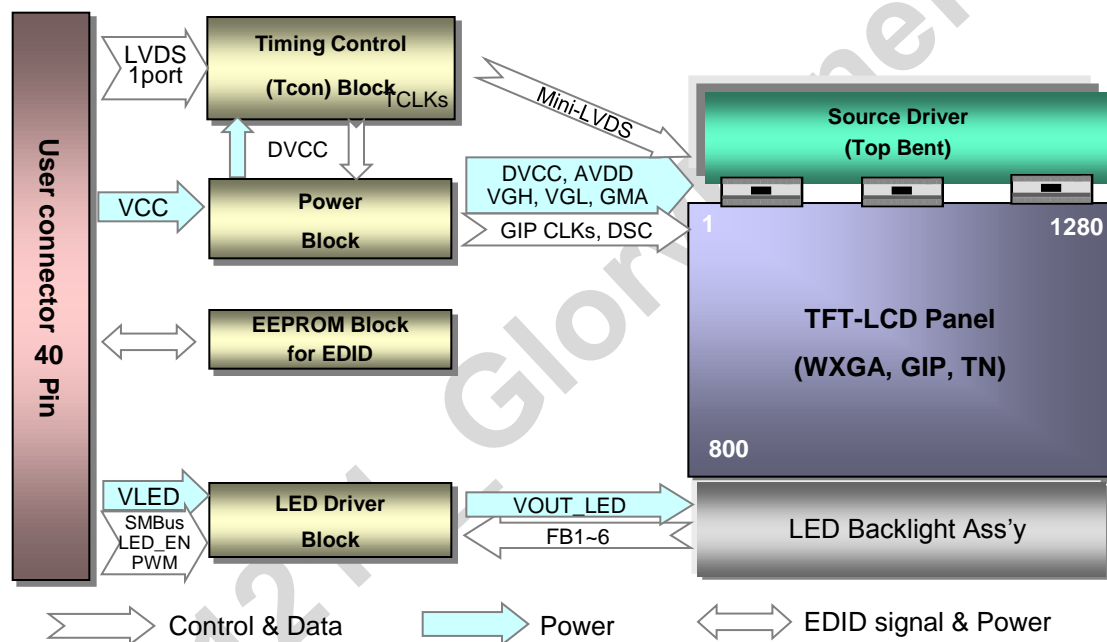 User connector 40 Pin
LVDS
1port
Timing Control
(Tcon) Block
TCLKs
Mini-LVDS
Source Driver
(Top Bent)
DVCC
VCC
Power
Block
DVCC, AVDD
VGH, VGL, GMA
GIP CLKs, DSC
1
1280
TFT-LCD Panel
(WXGA, GIP, TN)
800
EEPROM Block
for EDID
VLED
SMBus
LED_EN
PWM
LED Driver
Block
VOUT_LED
FB1~6
LED Backlight Ass'y
Control & Data
Power
EDID signal & Power